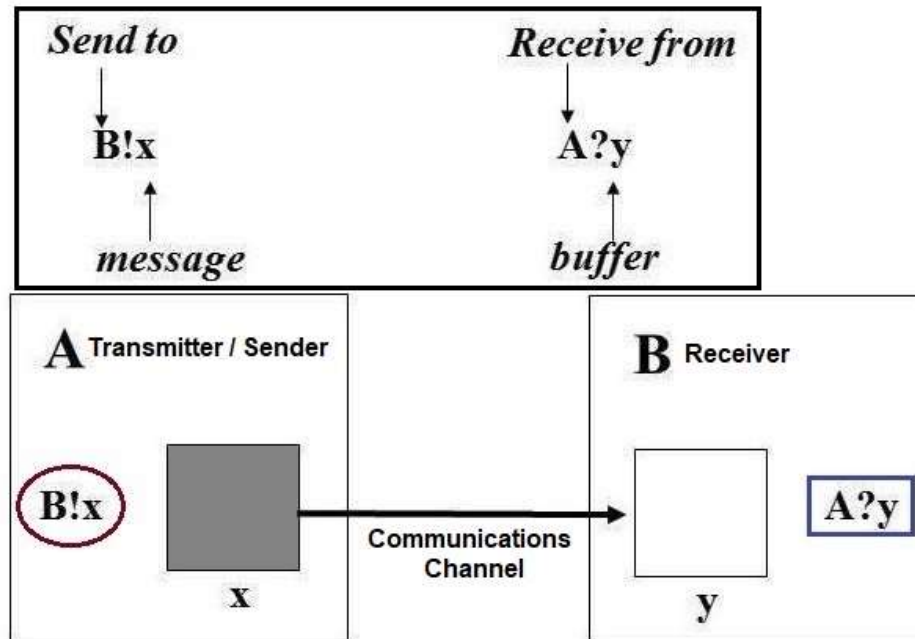 Send to
Receive from
B!x
A?y
message
buffer
A Transmitter / Sender
B Receiver
B!x
A?y
Communications
Channel
x
y